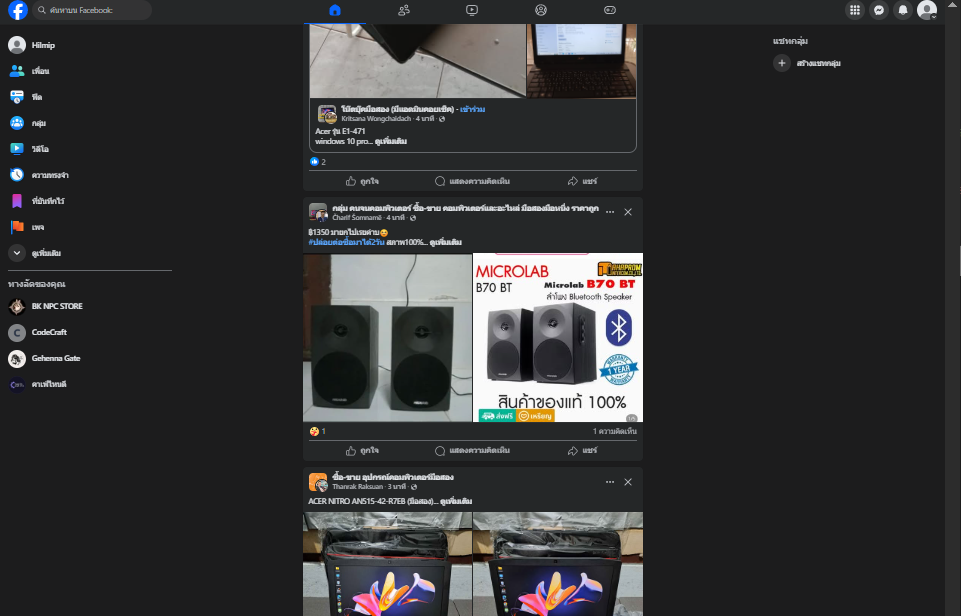 ค้นหาบน Facebook
Hilmip
เพื่อน
ฟีด
กลุ่ม
วิดีโอ
ความทรงจำ
ที่บันทึกไว้
เพจ
ดูเพิ่มเติม
ทางลัดของคุณ
BK NPC STORE
CodeCraft
Gehenna Gate
คาเฟ่ไหนดี
โน๊ตบุ๊คมือสอง (มีแอดมินคอยเช็ค) · เข้าร่วม
Kritsana Wongchaidach · 4 นาที ·
Acer รุ่น E1-471
windows 10 pro... ดูเพิ่มเติม
2
ถูกใจ แสดงความคิดเห็น แชร์
กลุ่ม คนจนคอมพิวเตอร์ ซื้อ-ขาย คอมพิวเตอร์และอะไหล่ มือสองมือหนึ่ง ราคาถูก
Charif Somnamê · 4 นาที ·
฿1350 มายกไปเรยค่าบ
#ปล่อยต่อซื้อมาได้2วัน สภาพ100%... ดูเพิ่มเติม
MICROLAB
B70 BT
Microlab B70 BT
ลำโพง Bluetooth Speaker
WARRANTY
1 YEAR
WARRANTY
สินค้าของแท้ 100%
ส่งฟรี
เหรียญ
1
1 ความคิดเห็น
ถูกใจ แสดงความคิดเห็น แชร์
ซื้อ-ขาย อุปกรณ์คอมพิวเตอร์มือสอง
Thanrak Raksuan · 3 นาที ·
ACER NITRO AN515-42-R7EB (มือสอง)... ดูเพิ่มเติม
แชทกลุ่ม
สร้างแชทกลุ่ม